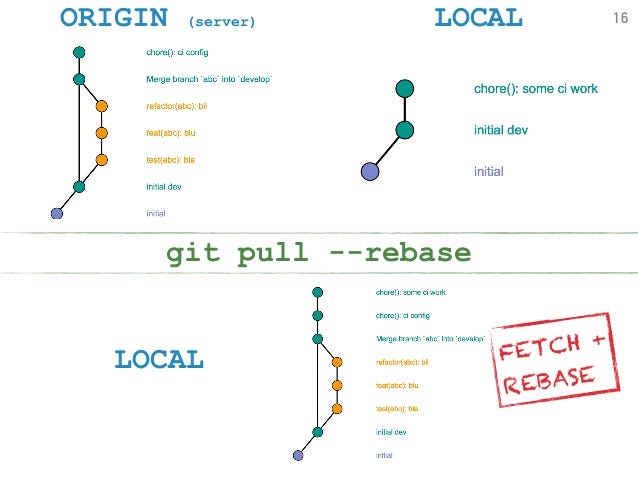 ORIGIN (server)
chore(): ci config
Merge branch `abc` into `develop`
refactor(abc): bli
feat(abc): blu
test(abc): bla
initial dev
initial
LOCAL
16
chore(): some ci work
initial dev
initial
git pull --rebase
LOCAL
chore(): some ci work
chore(): ci config
Merge branch `abc` into `develop`
refactor(abc): bli
feat(abc): blu
test(abc): bla
initial dev
initial
FETCH +
REBASE